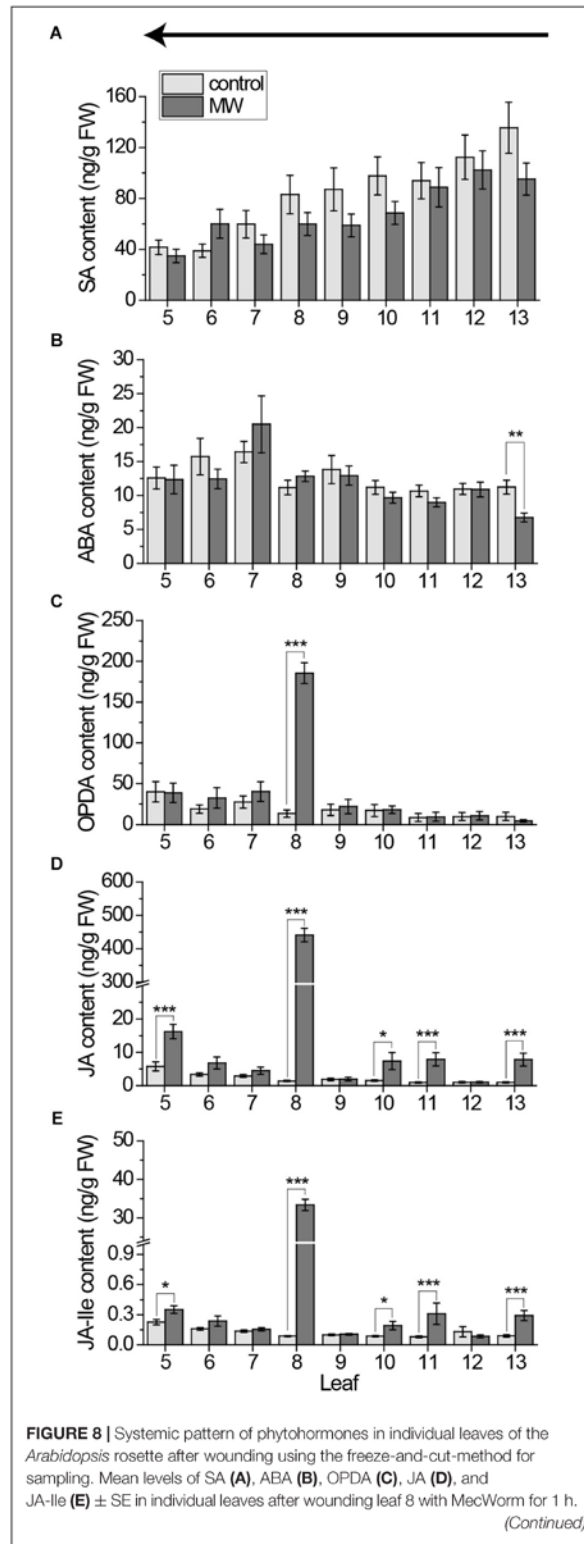 A
control
MW
SA content (ng/g FW)
160
120
80
40
0
5 6 7 8 9 10 11 12 13
B
ABA content (ng/g FW)
30
25
20
15
10
5
0
**
5 6 7 8 9 10 11 12 13
C
OPDA content (ng/g FW)
250
200
150
100
50
0
***
5 6 7 8 9 10 11 12 13
D
JA content (ng/g FW)
600
500
400
300
20
10
0
*** *** * *** ***
5 6 7 8 9 10 11 12 13
E
JA-Ile content (ng/g FW)
50
40
30
0.9
0.6
0.3
0.0
* *** * *** ***
5 6 7 8 9 10 11 12 13
Leaf
FIGURE 8 | Systemic pattern of phytohormones in individual leaves of the
Arabidopsis rosette after wounding using the freeze-and-cut-method for
sampling. Mean levels of SA (A), ABA (B), OPDA (C), JA (D), and
JA-Ile (E) ± SE in individual leaves after wounding leaf 8 with MecWorm for 1 h.
(Continued)